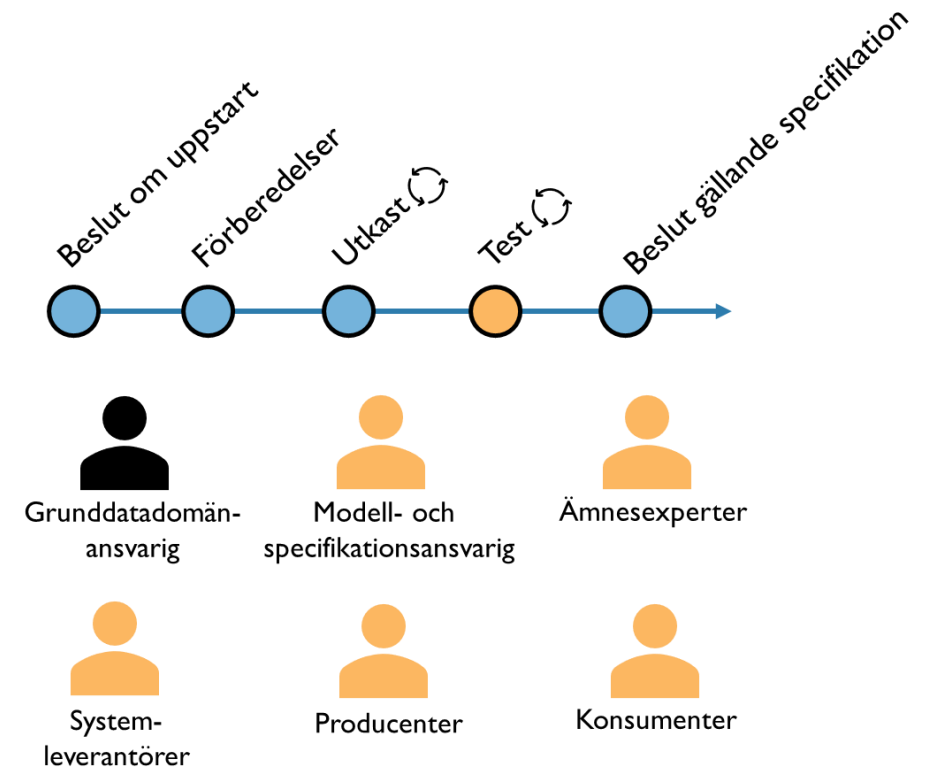 Beslut om uppstart
Förberedelser
Utkast
Test
Beslut gällande specifikation
Grunddatadomän-
ansvarig
Modell- och
specifikationsansvarig
Ämnesexperter
System-
leverantörer
Producenter
Konsumenter